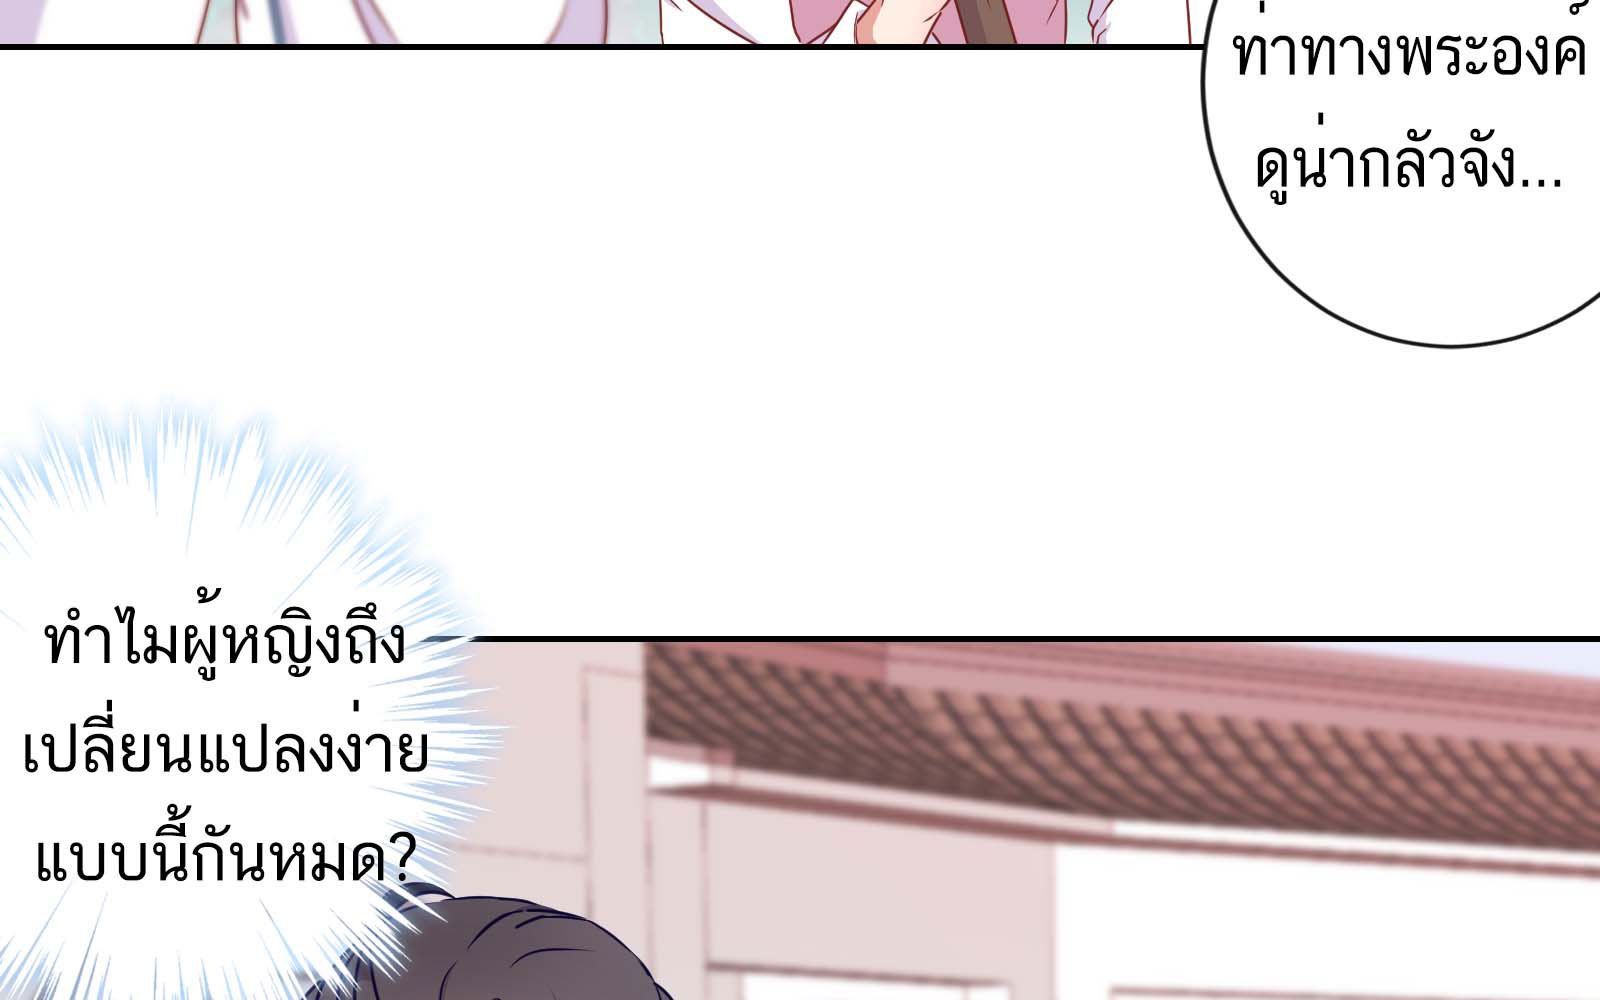 ท่าทางพระองค์
ดูน่ากลัวจัง...
ทำไมผู้หญิงถึง
เปลี่ยนแปลงง่าย
แบบนี้กันหมด?